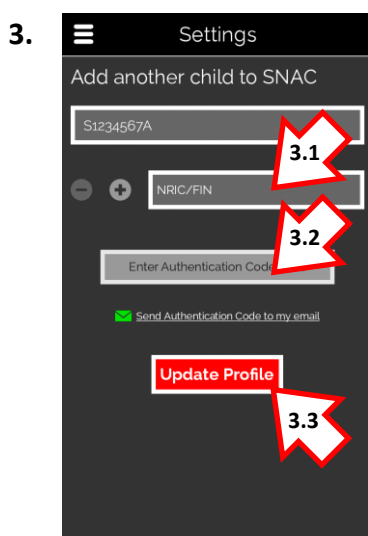 3.
Settings
Add another child to SNAC
S1234567A
3.1
NRIC/FIN
3.2
Enter Authentication Code
Send Authentication Code to my email
Update Profile
3.3